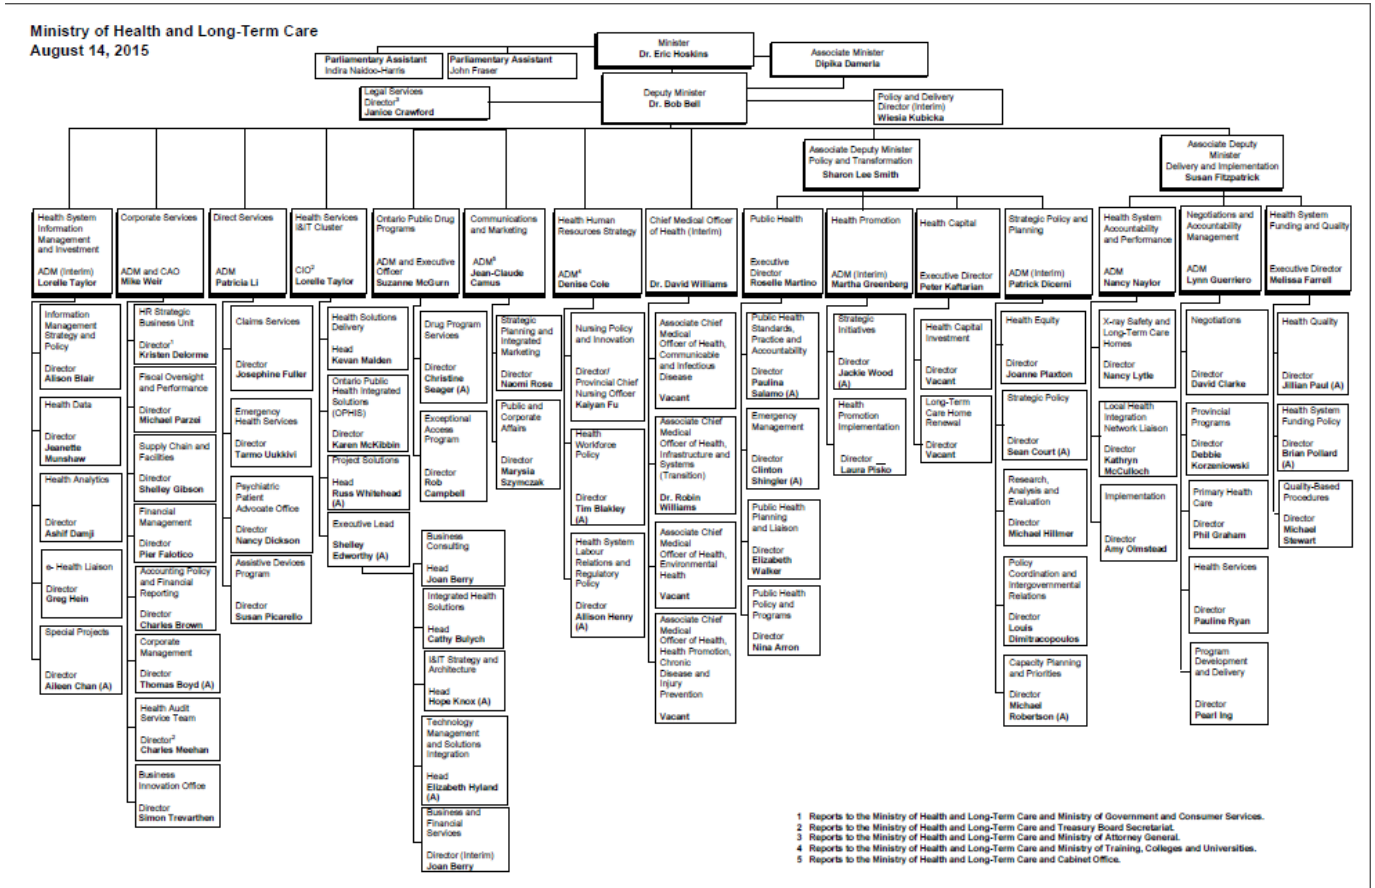 Ministry of Health and Long-Term Care
August 14, 2015
Minister
Dr. Eric Hoskins
Parliamentary Assistant
Indira Naidoo-Harris
Parliamentary Assistant
John Fraser
Associate Minister
Dipika Damerla
Deputy Minister
Dr. Bob Bell
Legal Services
Director3
Janice Crawford
Policy and Delivery
Director (Interim)
Wiesia Kubicka
Associate Deputy Minister
Policy and Transformation
Sharon Lee Smith
Associate Deputy
Minister
Delivery and Implementation
Susan Fitzpatrick
Health System
Information
Management
and Investment
ADM (Interim)
Lorelle Taylor
Corporate Services
ADM and CAO
Mike Weir
Direct Services
ADM
Patricia Li
Health Services
I&IT Cluster
CIO2
Lorelle Taylor
Ontario Public Drug
Programs
ADM and Executive
Officer
Suzanne McGurn
Communications
and Marketing
ADM5
Jean-Claude
Camus
Health Human
Resources Strategy
ADM4
Denise Cole
Chief Medical Officer
of Health (Interim)
Dr. David Williams
Public Health
Executive
Director
Roselle Martino
Health Promotion
ADM (Interim)
Martha Greenberg
Health Capital
Executive Director
Peter Kaftarian
Strategic Policy and
Planning
ADM (Interim)
Patrick Dicerni
Health System
Accountability
and Performance
ADM
Nancy Naylor
Negotiations and
Accountability
Management
ADM
Lynn Guerriero
Health System
Funding and Quality
Executive Director
Melissa Farrell
Information
Management
Strategy and
Policy
Director
Alison Blair
Health Data
Director
Jeanette
Munshaw
Health Analytics
Director
Ashif Damji
e- Health Liaison
Director
Greg Hein
Special Projects
Director
Aileen Chan (A)
HR Strategic
Business Unit
Director1
Kristen Delorme
Fiscal Oversight
and Performance
Director
Michael Parzei
Supply Chain and
Facilities
Director
Shelley Gibson
Financial
Management
Director
Pier Falotico
Accounting Policy
and Financial
Reporting
Director
Charles Brown
Corporate
Management
Director
Thomas Boyd (A)
Health Audit
Service Team
Director2
Charles Meehan
Business
Innovation Office
Director
Simon Trevarthen
Claims Services
Director
Josephine Fuller
Emergency
Health Services
Director
Tarmo Uukkivi
Psychiatric
Patient
Advocate Office
Director
Nancy Dickson
Assistive Devices
Program
Director
Susan Picarello
Health Solutions
Delivery
Head
Kevan Malden
Ontario Public
Health Integrated
Solutions
(OPHIS)
Director
Karen McKibbin
Project Solutions
Head
Russ Whitehead
(A)
Executive Lead
Shelley
Edworthy (A)
Drug Program
Services
Director
Christine
Seager (A)
Exceptional
Access
Program
Director
Rob
Campbell
Business
Consulting
Head
Joan Berry
Integrated Health
Solutions
Head
Cathy Bulych
I&IT Strategy and
Architecture
Head
Hope Knox (A)
Technology
Management
and Solutions
Integration
Head
Elizabeth Hyland
(A)
Business and
Financial
Services
Director (Interim)
Joan Berry
Strategic
Planning and
Integrated
Marketing
Director
Naomi Rose
Public and
Corporate
Affairs
Director
Marysia
Szymczak
Nursing Policy
and Innovation
Director/
Provincial Chief
Nursing Officer
Kaiyan Fu
Health
Workforce
Policy
Director
Tim Blakley
(A)
Health System
Labour
Relations and
Regulatory
Policy
Director
Allison Henry
(A)
Associate Chief
Medical
Officer of Health,
Communicable
and Infectious
Disease
Vacant
Associate Chief
Medical
Officer of Health,
Infrastructure and
Systems
(Transition)
Dr. Robin
Williams
Associate Chief
Medical
Officer of Health,
Environmental
Health
Vacant
Associate Chief
Medical
Officer of Health,
Health Promotion,
Chronic
Disease and
Injury
Prevention
Vacant
Public Health
Standards,
Practice and
Accountability
Director
Paulina
Salamo (A)
Emergency
Management
Director
Clinton
Shingler (A)
Public Health
Planning
and Liaison
Director
Elizabeth
Walker
Public Health
Policy and
Programs
Director
Nina Arron
Strategic
Initiatives
Director
Jackie Wood
(A)
Health
Promotion
Implementation
Director
Laura Pisko
Health Capital
Investment
Director
Vacant
Long-Term
Care Home
Renewal
Director
Vacant
Health Equity
Director
Joanne Plaxton
Strategic Policy
Director
Sean Court (A)
Research,
Analysis and
Evaluation
Director
Michael Hillmer
Policy
Coordination and
Intergovernmental
Relations
Director
Louis
Dimitracopoulos
Capacity Planning
and Priorities
Director
Michael
Robertson (A)
X-ray Safety and
Long-Term Care
Homes
Director
Nancy Lytle
Local Health
Integration
Network Liaison
Director
Kathryn
McCulloch
Implementation
Director
Amy Olmstead
Negotiations
Director
David Clarke
Provincial
Programs
Director
Debbie
Korzeniowski
Primary Health
Care
Director
Phil Graham
Health Services
Director
Pauline Ryan
Program
Development
and Delivery
Director
Pearl Ing
Health Quality
Director
Jillian Paul (A)
Health System
Funding Policy
Director
Brian Pollard
(A)
Quality-Based
Procedures
Director
Michael
Stewart
1 Reports to the Ministry of Health and Long-Term Care and Ministry of Government and Consumer Services.
2 Reports to the Ministry of Health and Long-Term Care and Treasury Board Secretariat.
3 Reports to the Ministry of Health and Long-Term Care and Ministry of Attorney General.
4 Reports to the Ministry of Health and Long-Term Care and Ministry of Training, Colleges and Universities.
5 Reports to the Ministry of Health and Long-Term Care and Cabinet Office.